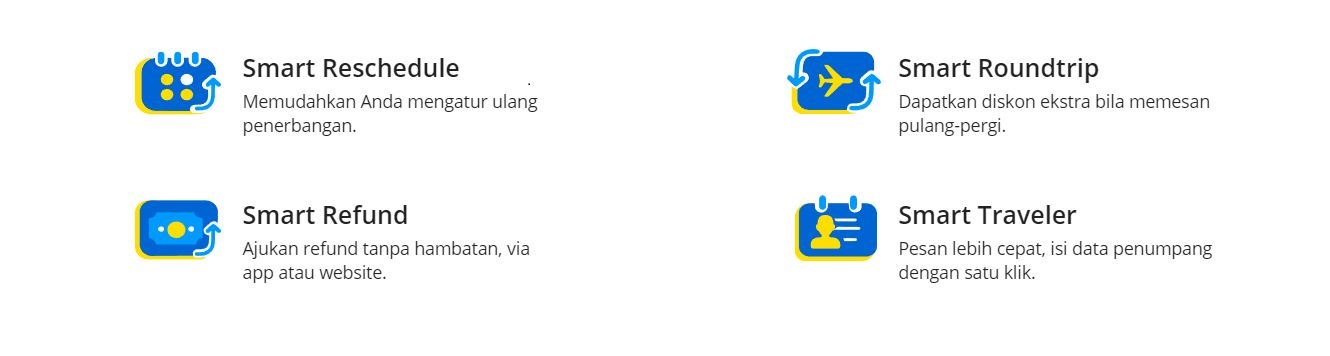 Smart Reschedule
Memudahkan Anda mengatur ulang
penerbangan.
Smart Roundtrip
Dapatkan diskon ekstra bila memesan
pulang-pergi.
Smart Refund
Ajukan refund tanpa hambatan, via
app atau website.
Smart Traveler
Pesan lebih cepat, isi data penumpang
dengan satu klik.